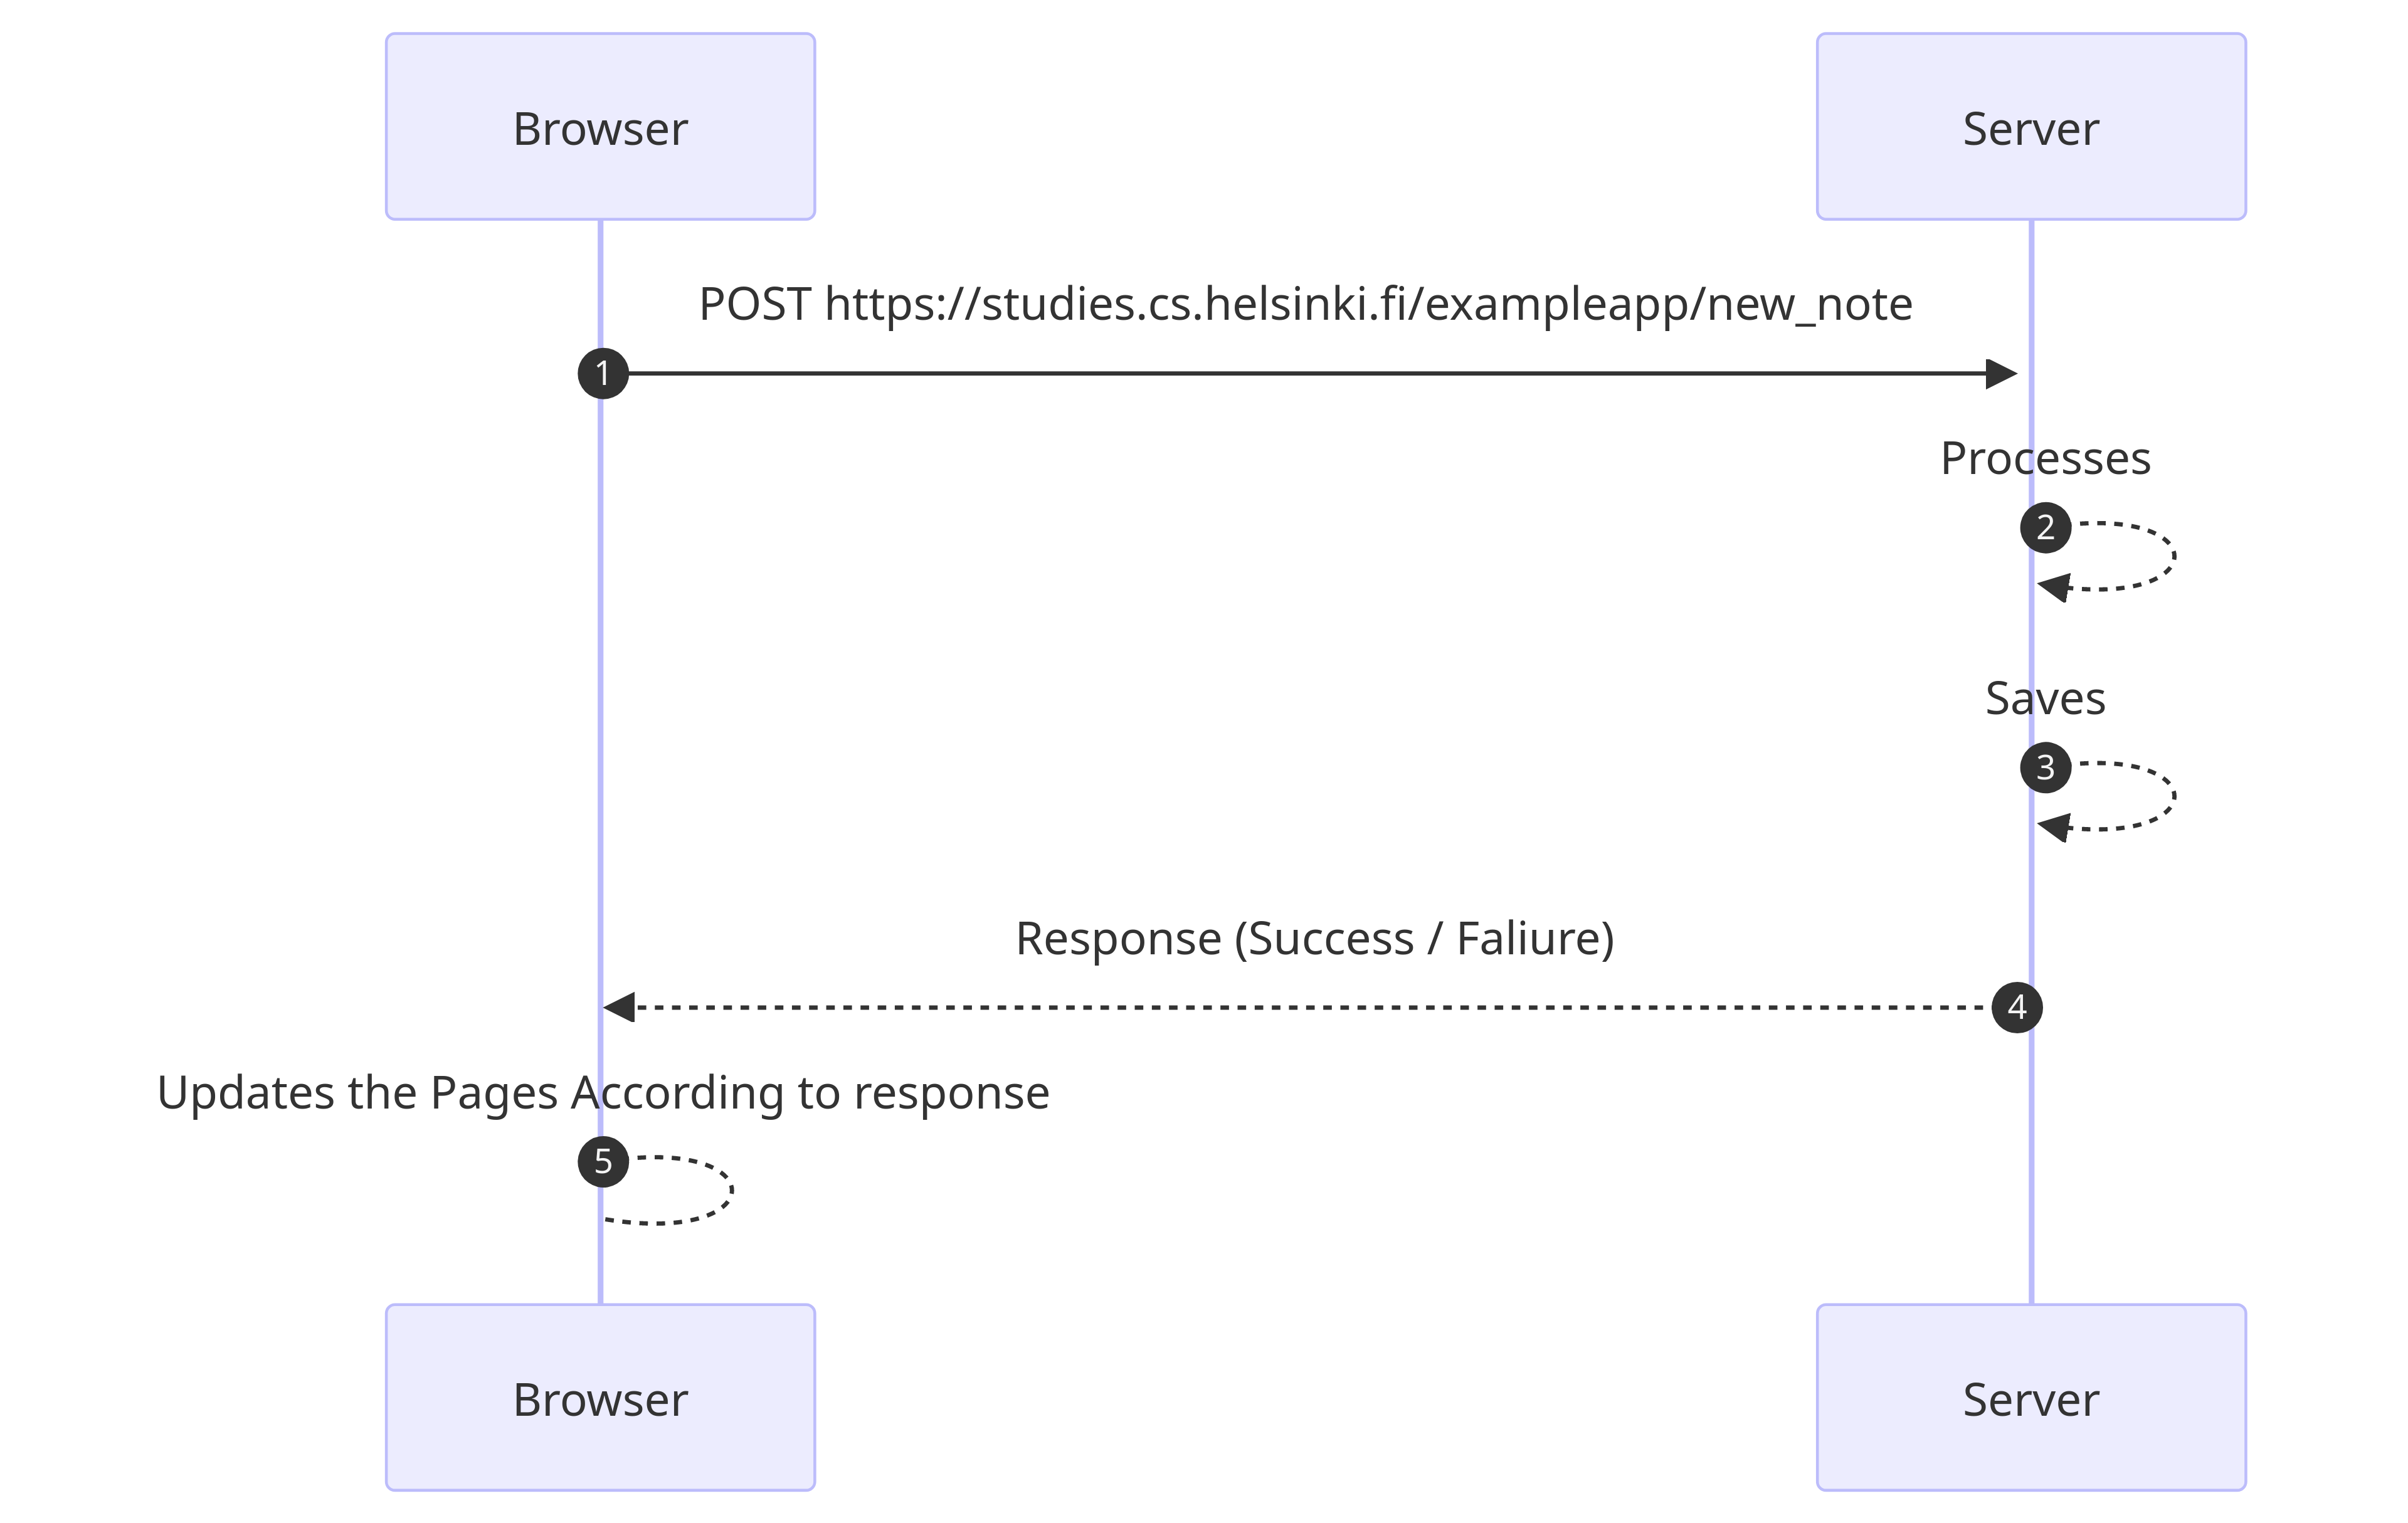 Browser
Server
POST https://studies.cs.helsinki.fi/exampleapp/new_note
1
Processes
2
Saves
3
Response (Success / Faliure)
4
Updates the Pages According to response
5
Browser
Server